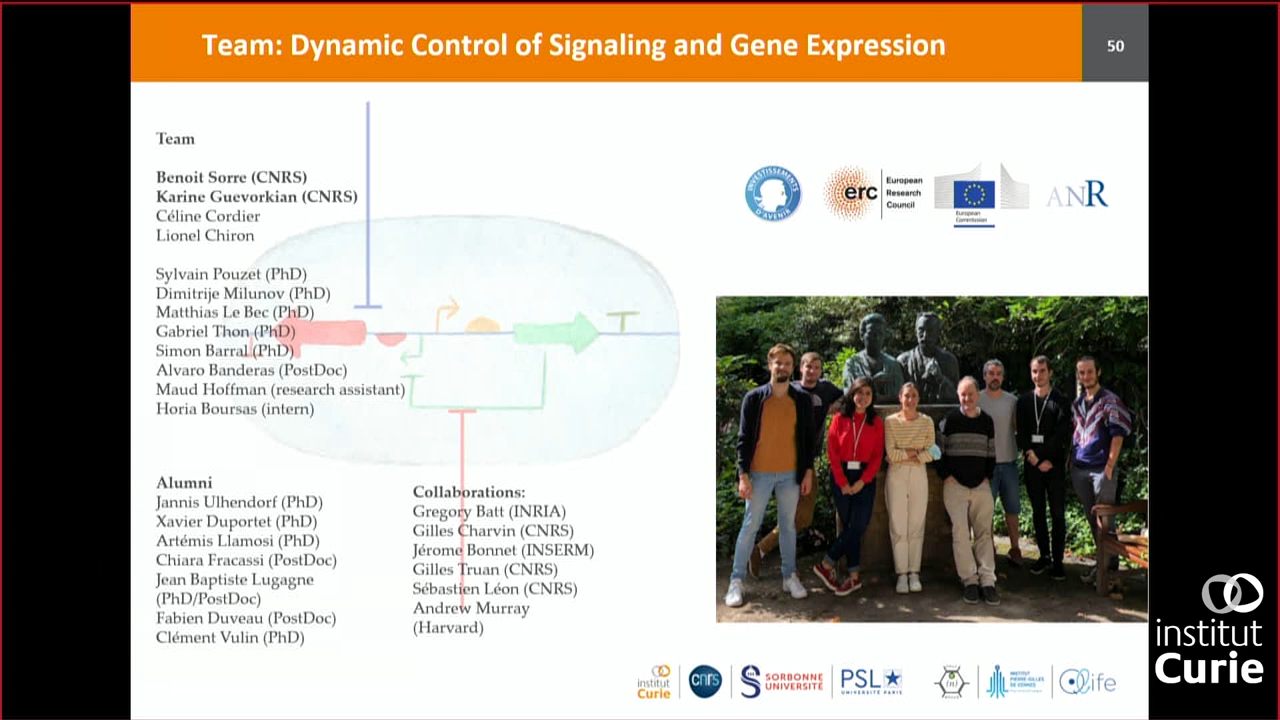 Team: Dynamic Control of Signaling and Gene Expression
50
Team
Benoit Sorre (CNRS)
Karine Guevorkian (CNRS)
Céline Cordier
Lionel Chiron
Sylvain Pouzet (PhD)
Dimitrije Milunov (PhD)
Matthias Le Bec (PhD)
Gabriel Thon (PhD)
Simon Barral (PhD)
Alvaro Banderas (PostDoc)
Maud Hoffman (research assistant)
Horia Boursas (intern)
Alumni
Jannis Ulhendorf (PhD)
Xavier Duportet (PhD)
Artémis Llamosi (PhD)
Chiara Fracassi (PostDoc)
Jean Baptiste Lugagne
(PhD/PostDoc)
Fabien Duveau (PostDoc)
Clément Vulin (PhD)
Collaborations:
Gregory Batt (INRIA)
Gilles Charvin (CNRS)
Jérome Bonnet (INSERM)
Gilles Truan (CNRS)
Sébastien Léon (CNRS)
Andrew Murray
(Harvard)
INVESTISSEMENTS
D'AVENIR
erc
European
Research
Council
European
Commission
ANR
institut
Curie
cnrs
SORBONNE
UNIVERSITÉ
PSL
UNIVERSITÉ PARIS
INSTITUT
PIERRE-GILLES
DE GENNES
life
institut
Curie